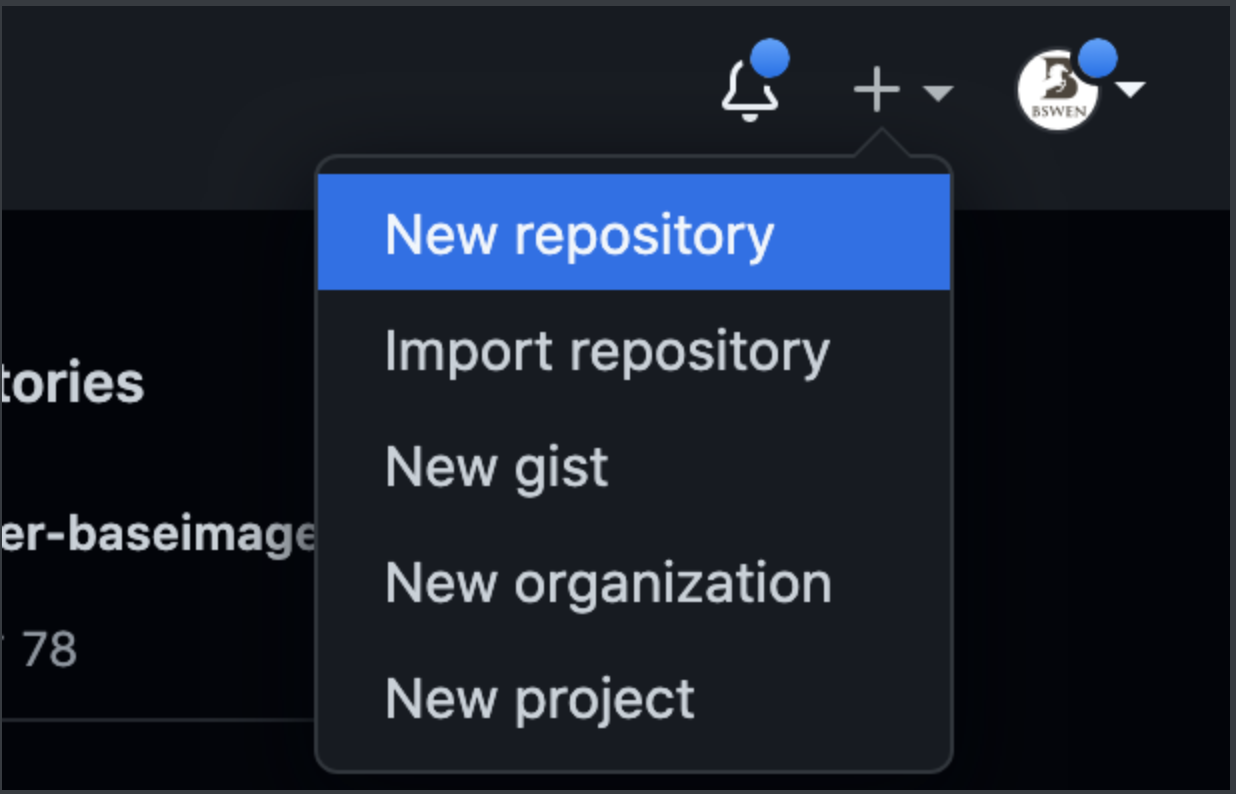 BSWEN
New repository
Import repository
tories
New gist
er-baseimage
New organization
78
New project